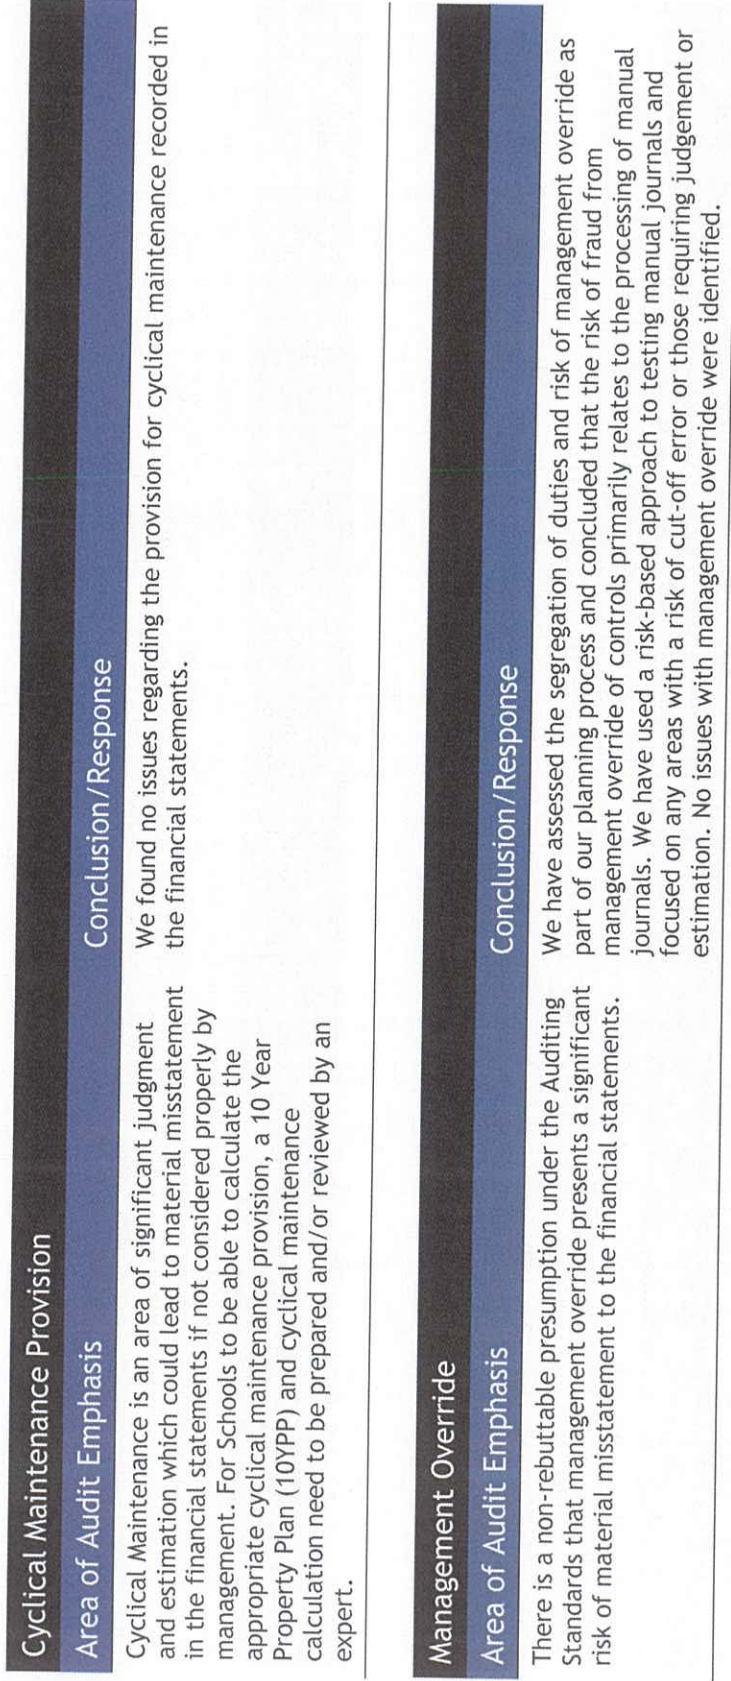 Cyclical Maintenance Provision
Area of Audit Emphasis
Conclusion/Response
Cyclical Maintenance is an area of significant judgment
and estimation which could lead to material misstatement
in the financial statements if not considered properly by
management. For Schools to be able to calculate the
appropriate cyclical maintenance provision, a 10 Year
Property Plan (10YPP) and cyclical maintenance
calculation need to be prepared and/or reviewed by an
expert.
We found no issues regarding the provision for cyclical maintenance recorded in
the financial statements.
Management Override
Area of Audit Emphasis
Conclusion/Response
There is a non-rebuttable presumption under the Auditing
Standards that management override presents a significant
risk of material misstatement to the financial statements.
We have assessed the segregation of duties and risk of management override as
part of our planning process and concluded that the risk of fraud from
management override of controls primarily relates to the processing of manual
journals. We have used a risk-based approach to testing manual journals and
focused on any areas with a risk of cut-off error or those requiring judgement or
estimation. No issues with management override were identified.